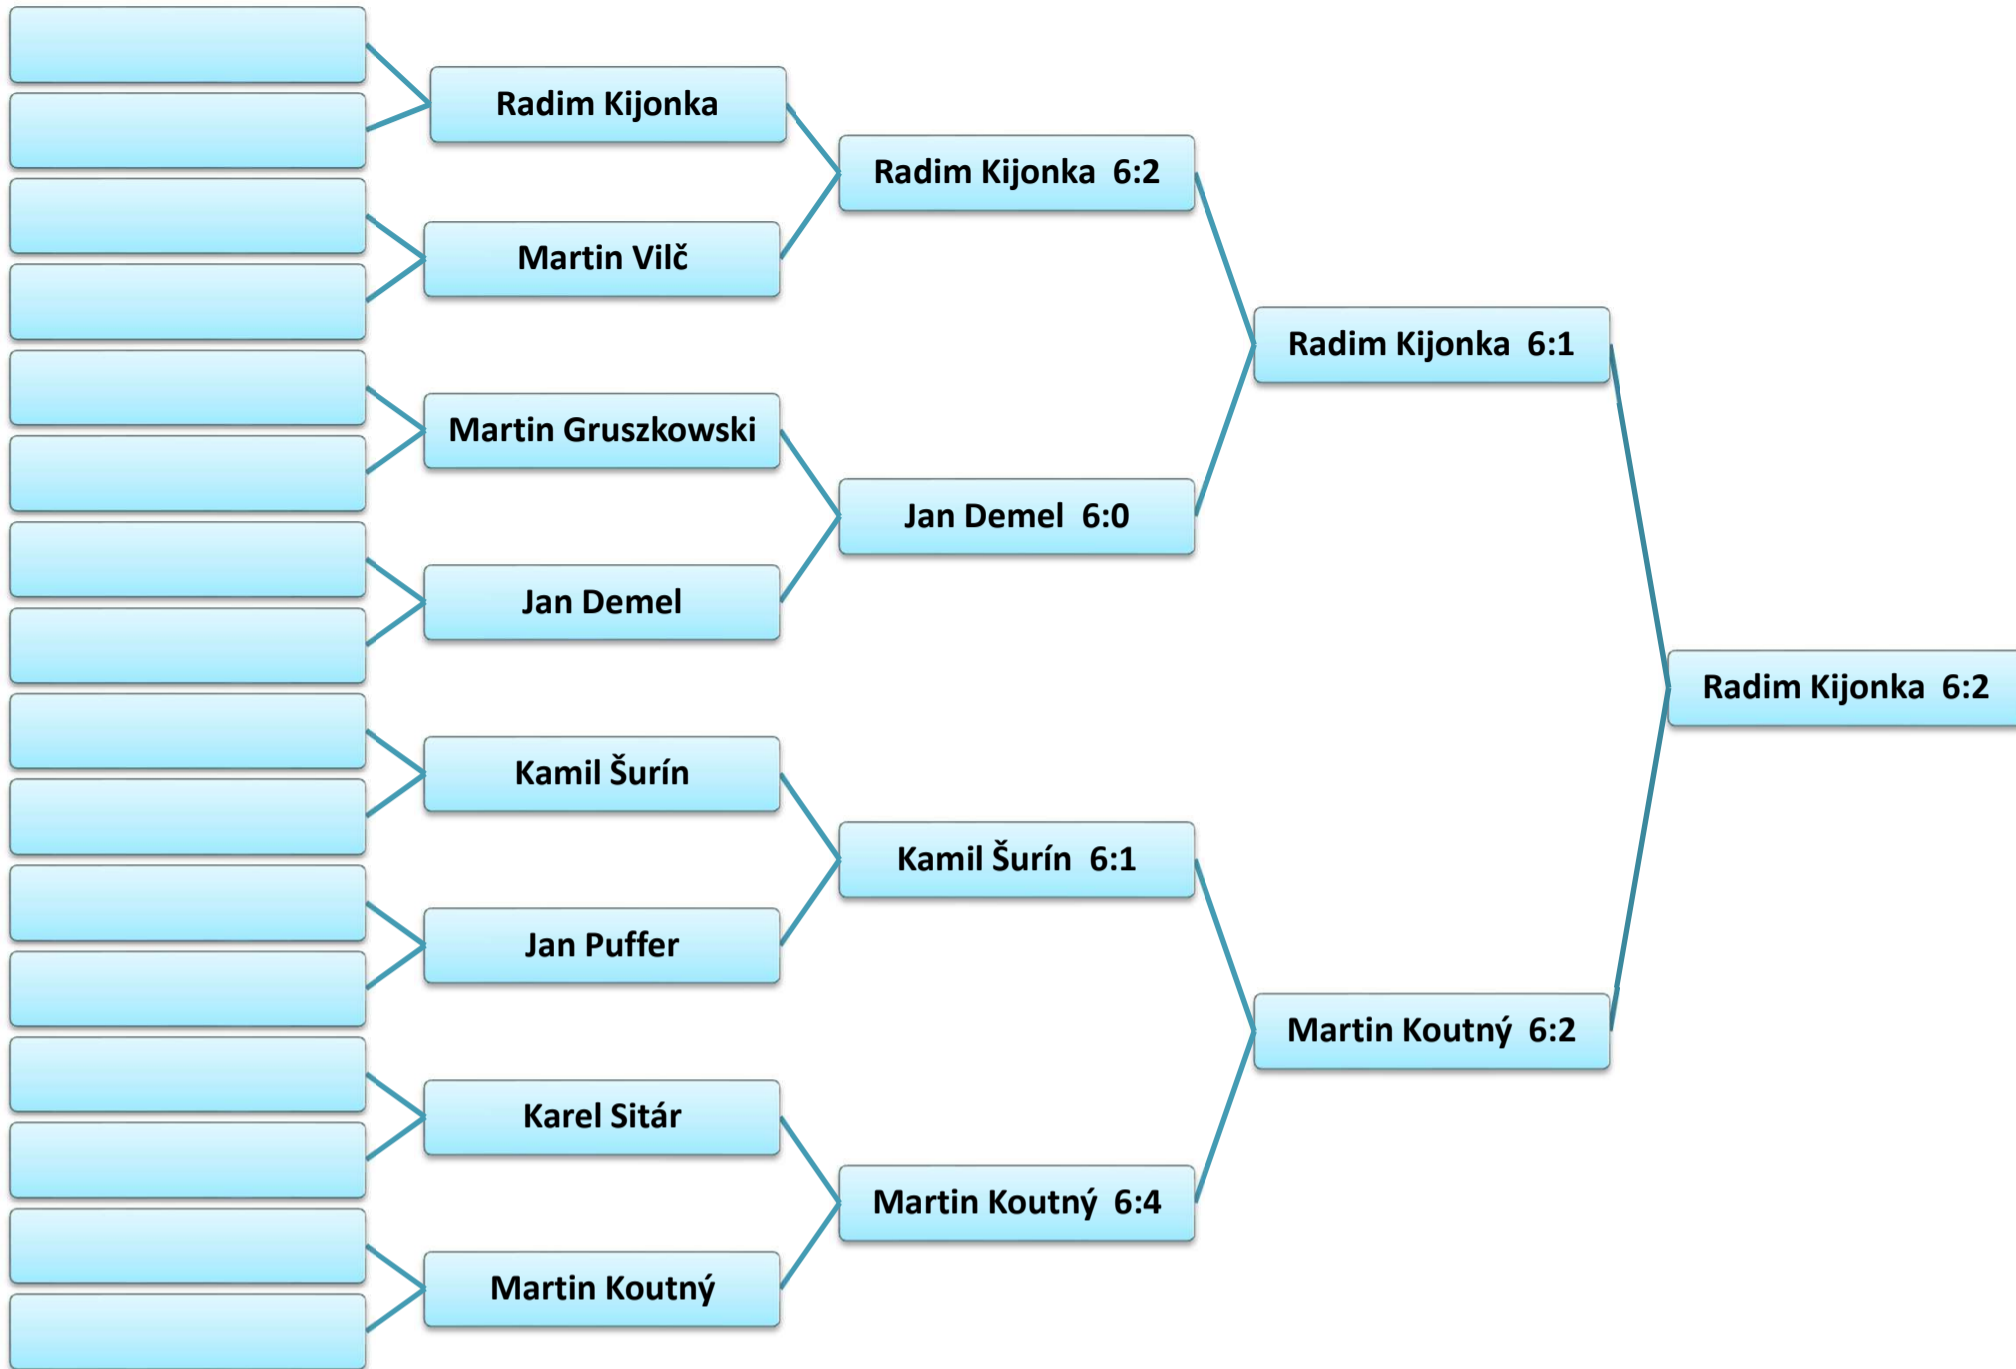 Radim Kijonka
Martin Vilč
Martin Gruszkowski
Jan Demel
Kamil Šurín
Jan Puffer
Karel Sitár
Martin Koutný
Radim Kijonka 6:2
Jan Demel 6:0
Kamil Šurín 6:1
Martin Koutný 6:4
Radim Kijonka 6:1
Martin Koutný 6:2
Radim Kijonka 6:2